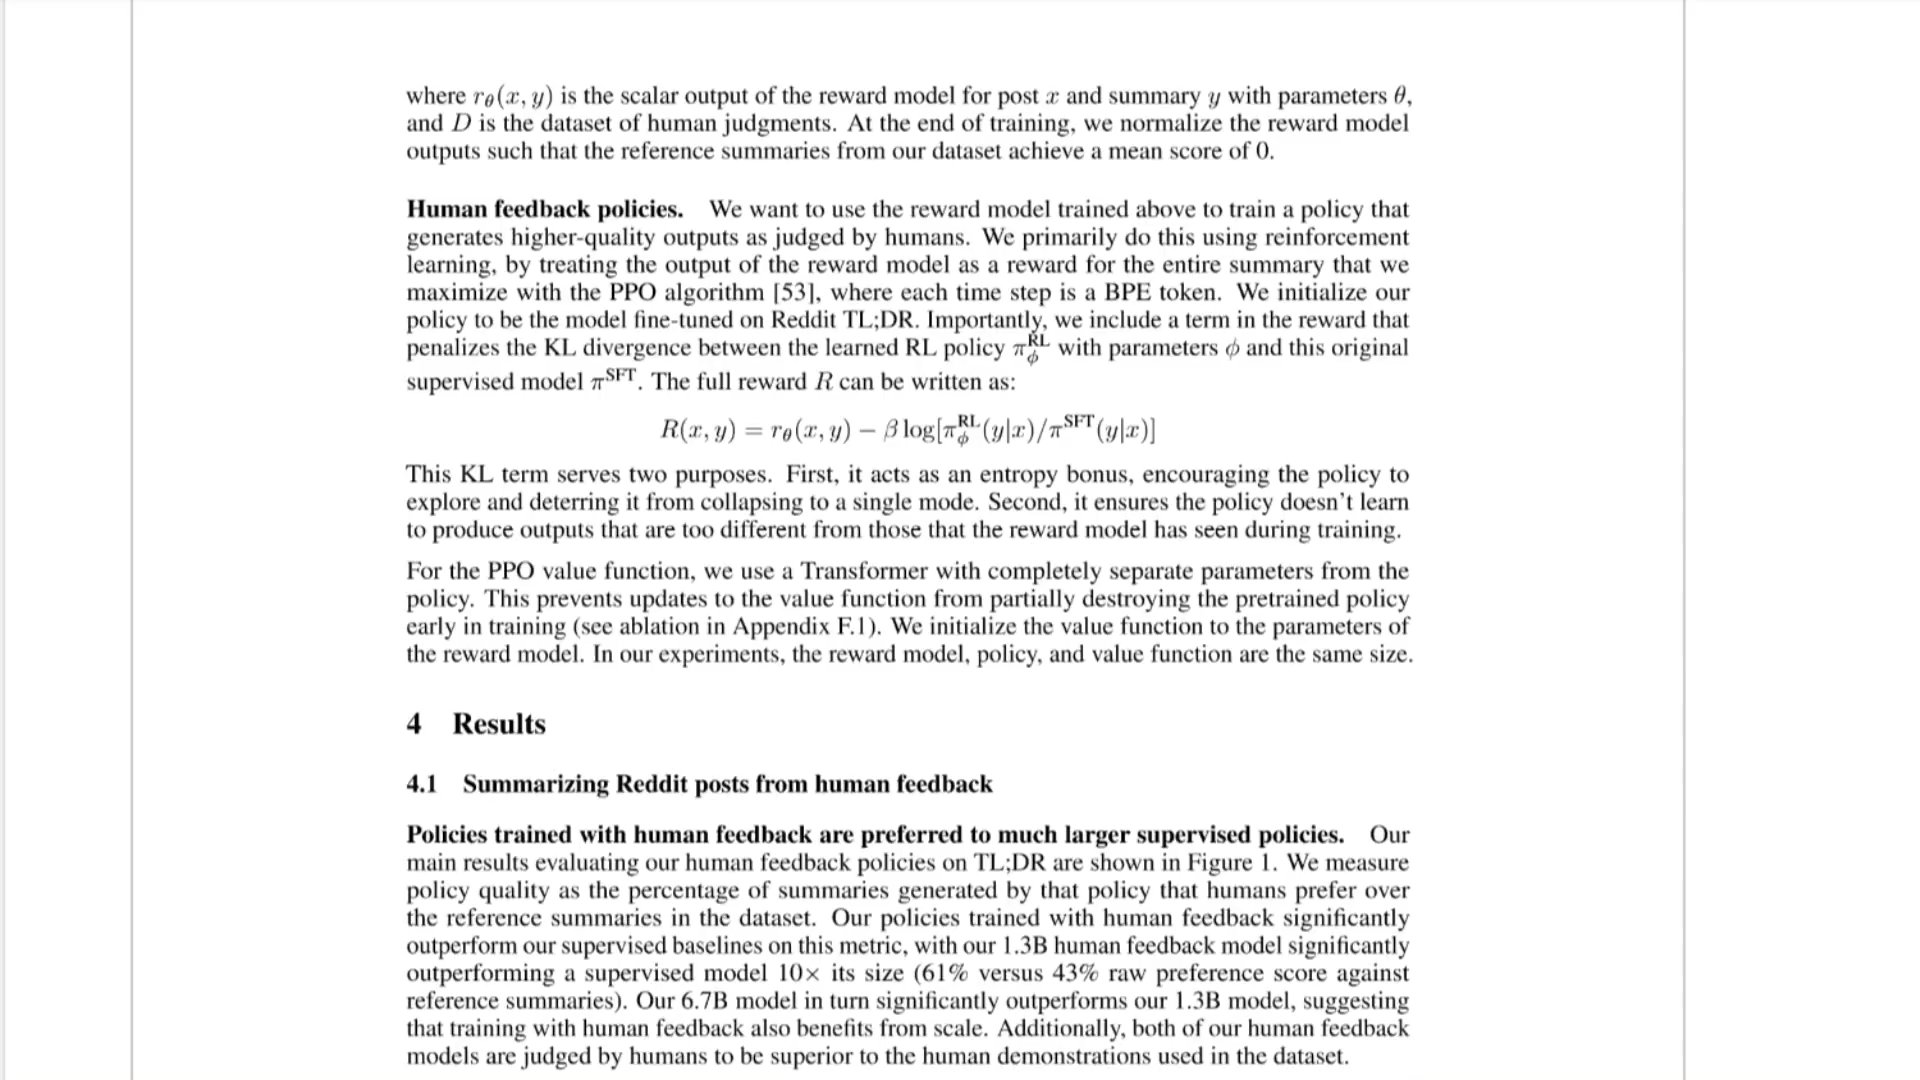 where rθ(x, y) is the scalar output of the reward model for post x and summary y with parameters θ,
and D is the dataset of human judgments. At the end of training, we normalize the reward model
outputs such that the reference summaries from our dataset achieve a mean score of 0.
Human feedback policies. We want to use the reward model trained above to train a policy that
generates higher-quality outputs as judged by humans. We primarily do this using reinforcement
learning, by treating the output of the reward model as a reward for the entire summary that we
maximize with the PPO algorithm [53], where each time step is a BPE token. We initialize our
policy to be the model fine-tuned on Reddit TL;DR. Importantly, we include a term in the reward that
penalizes the KL divergence between the learned RL policy π_ϕ^RL with parameters ϕ and this original
supervised model π^SFT. The full reward R can be written as:
R(x, y) = rθ(x, y) − β log[π_ϕ^RL(y|x)/π^SFT(y|x)]
This KL term serves two purposes. First, it acts as an entropy bonus, encouraging the policy to
explore and deterring it from collapsing to a single mode. Second, it ensures the policy doesn't learn
to produce outputs that are too different from those that the reward model has seen during training.
For the PPO value function, we use a Transformer with completely separate parameters from the
policy. This prevents updates to the value function from partially destroying the pretrained policy
early in training (see ablation in Appendix F.1). We initialize the value function to the parameters of
the reward model. In our experiments, the reward model, policy, and value function are the same size.
4 Results
4.1 Summarizing Reddit posts from human feedback
Policies trained with human feedback are preferred to much larger supervised policies. Our
main results evaluating our human feedback policies on TL;DR are shown in Figure 1. We measure
policy quality as the percentage of summaries generated by that policy that humans prefer over
the reference summaries in the dataset. Our policies trained with human feedback significantly
outperform our supervised baselines on this metric, with our 1.3B human feedback model significantly
outperforming a supervised model 10× its size (61% versus 43% raw preference score against
reference summaries). Our 6.7B model in turn significantly outperforms our 1.3B model, suggesting
that training with human feedback also benefits from scale. Additionally, both of our human feedback
models are judged by humans to be superior to the human demonstrations used in the dataset.